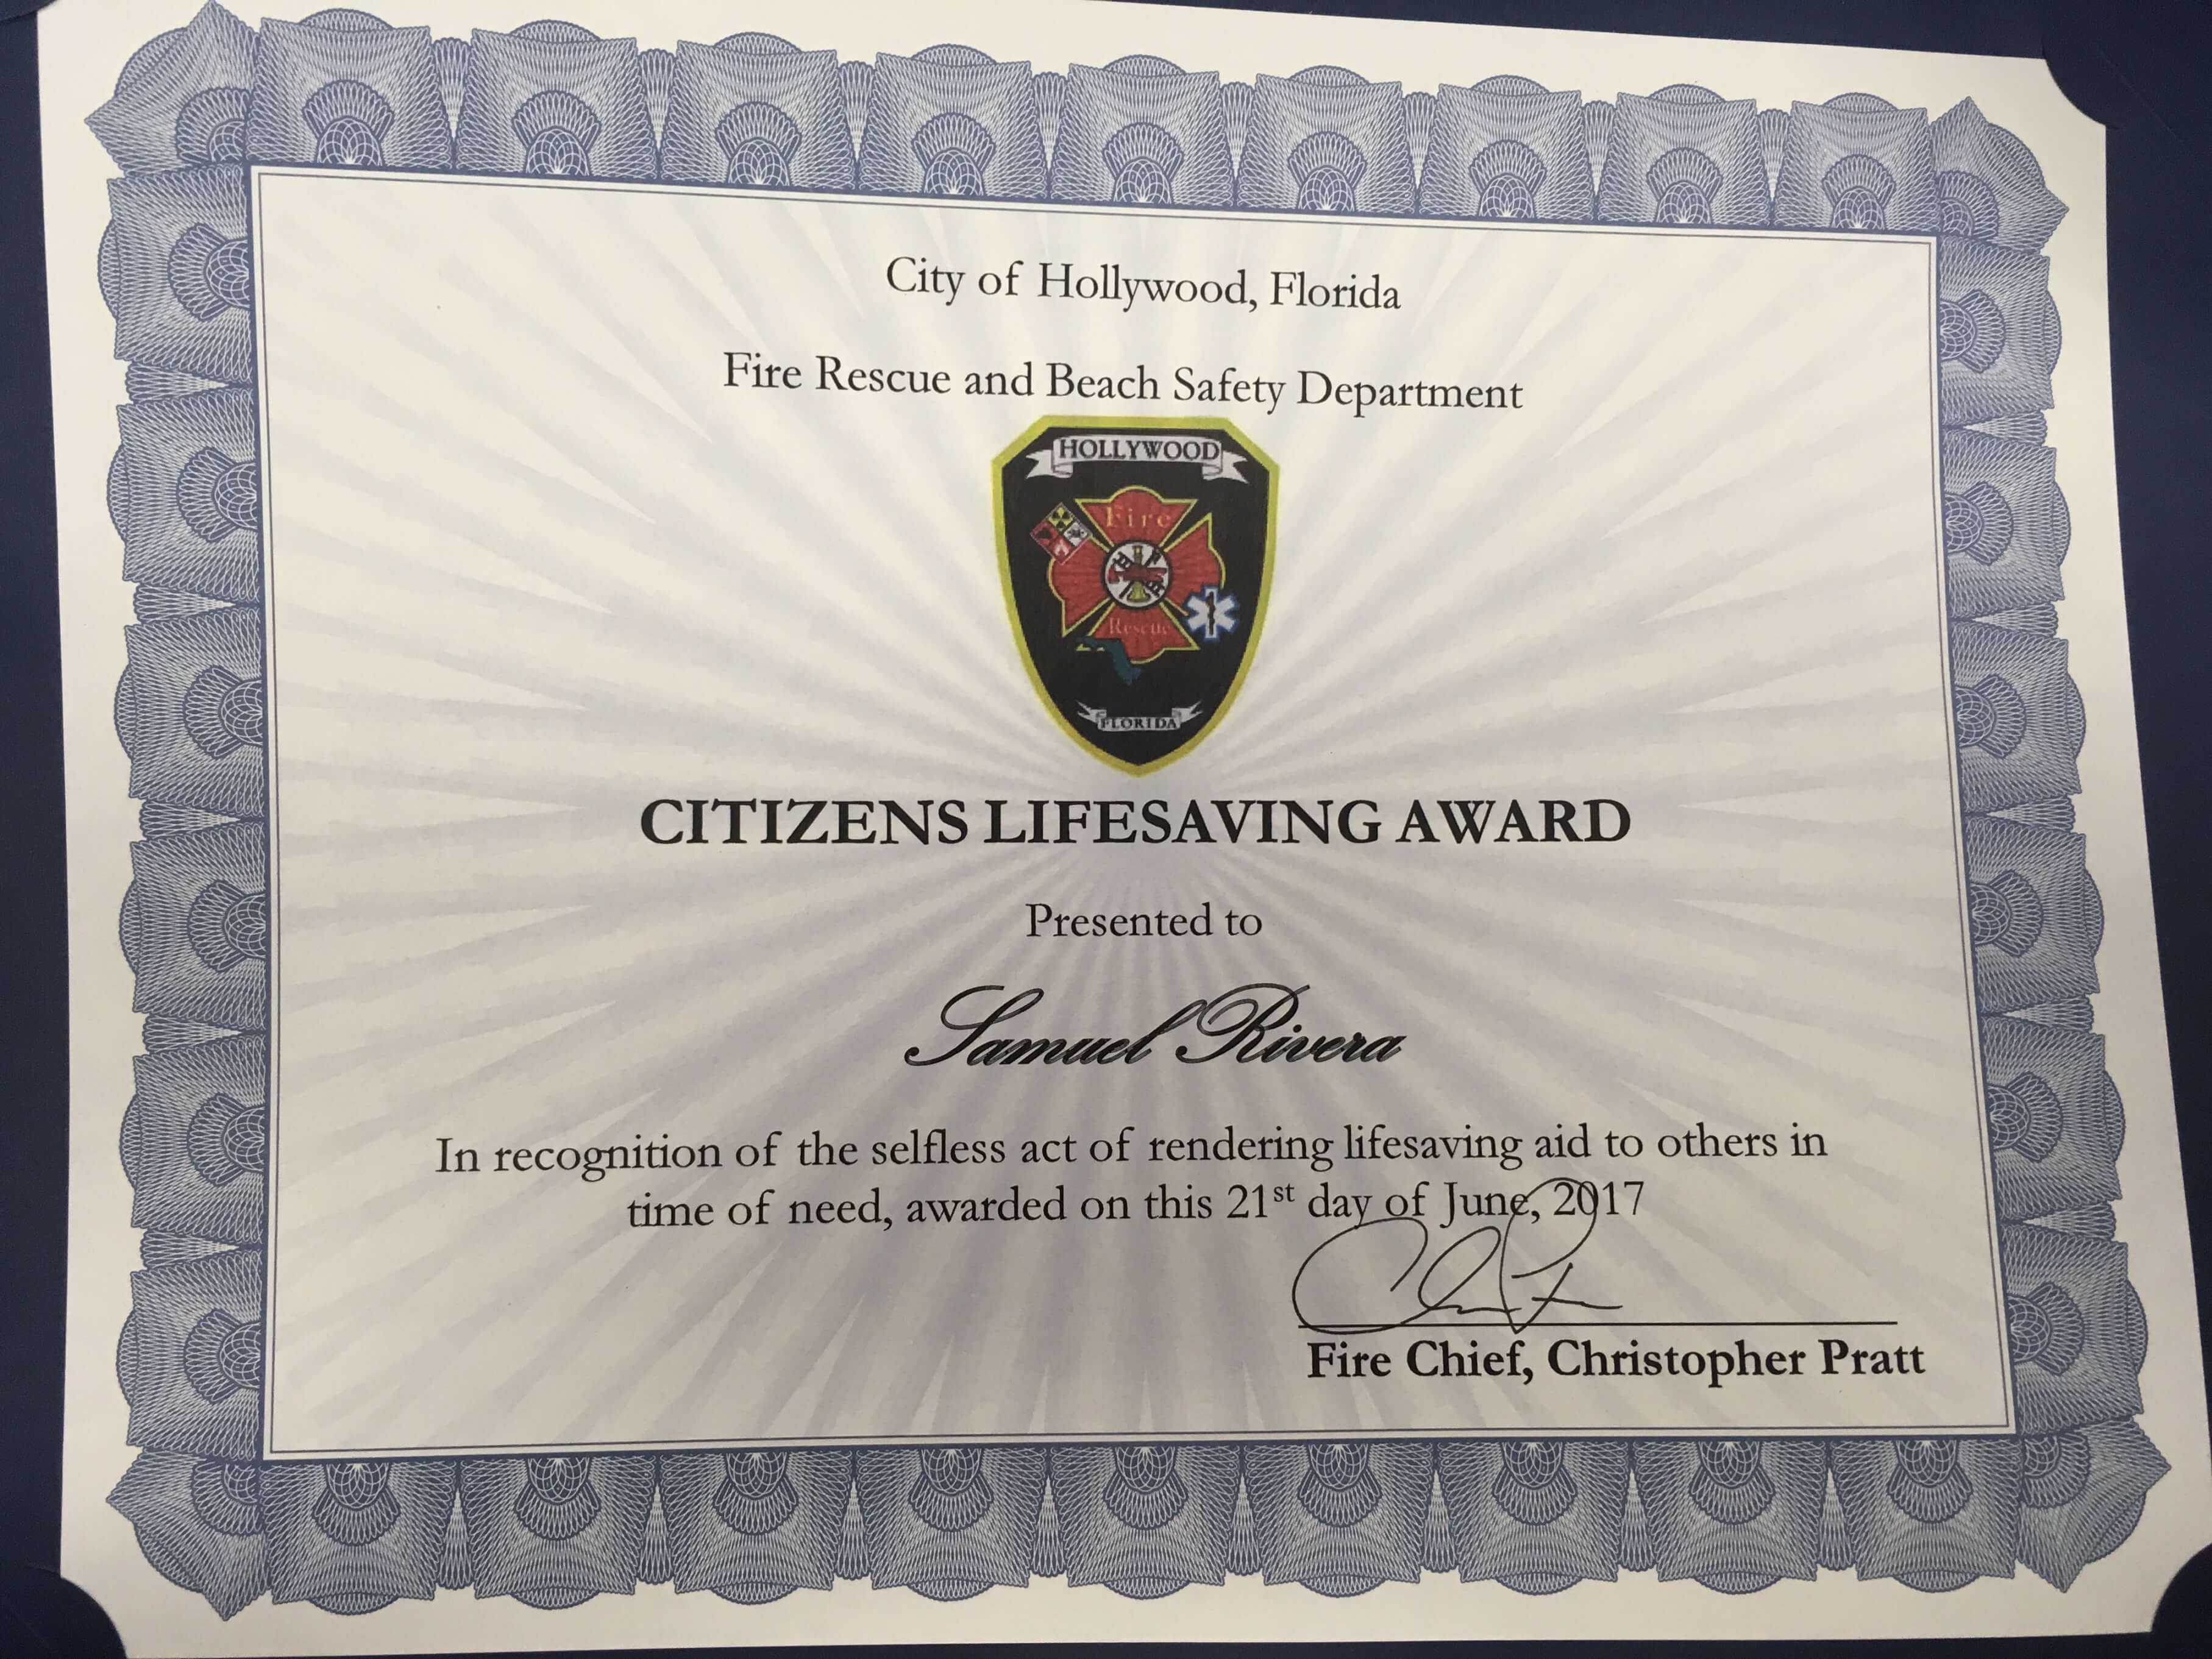 City of Hollywood, Florida
Fire Rescue and Beach Safety Department
HOLLYWOOD
Fire
Rescue
FLORIDA
CITIZENS LIFESAVING AWARD
Presented to
Samuel Rivera
In recognition of the selfless act of rendering lifesaving aid to others in
time of need, awarded on this 21st day of June, 2017
Fire Chief, Christopher Pratt